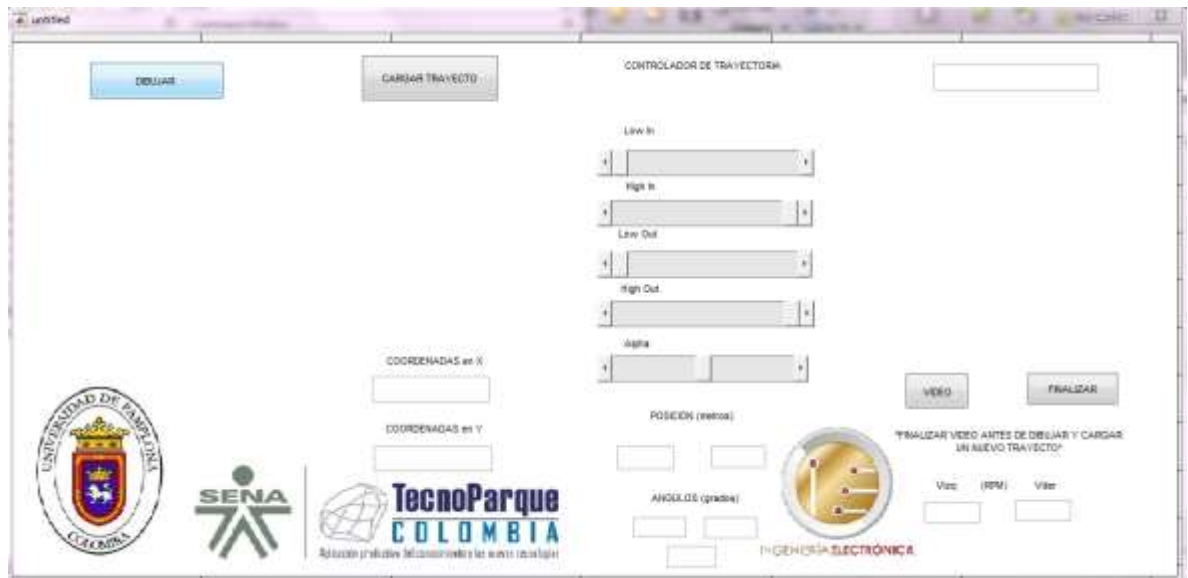 untitled
DIBUJAR
CARGAR TRAYECTO
CONTROLADOR DE TRAYECTORIA
Low In
High In
Low Out
High Out
Alpha
COORDENADAS en X
COORDENADAS en Y
POSICION (metros)
ANGULOS (grados)
VIDEO
FINALIZAR
*FINALIZAR VIDEO ANTES DE DIBUJAR Y CARGAR
UN NUEVO TRAYECTO*
(RPM)
UNIVERSIDAD DE PAMPLONA
COLOMBIA
SENA
TecnoParque
COLOMBIA
INGENIERÍA ELECTRÓNICA